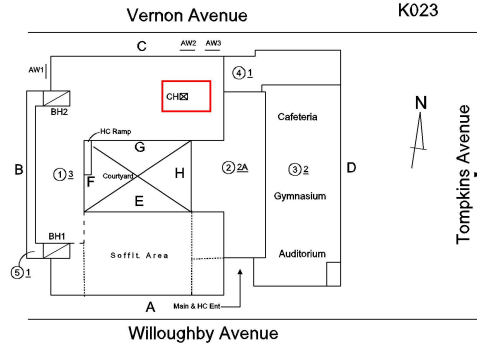 Vernon Avenue
K023
C
AW2 AW3
AW1
4 1
CH
BH2
HC Ramp
Cafeteria
N
B
G
1 3
F
Courtyard
H
2 2A
3 2
D
E
Gymnasium
Tompkins Avenue
BH1
Soffit Area
Auditorium
5 1
A
Main & HC Ent
Willoughby Avenue